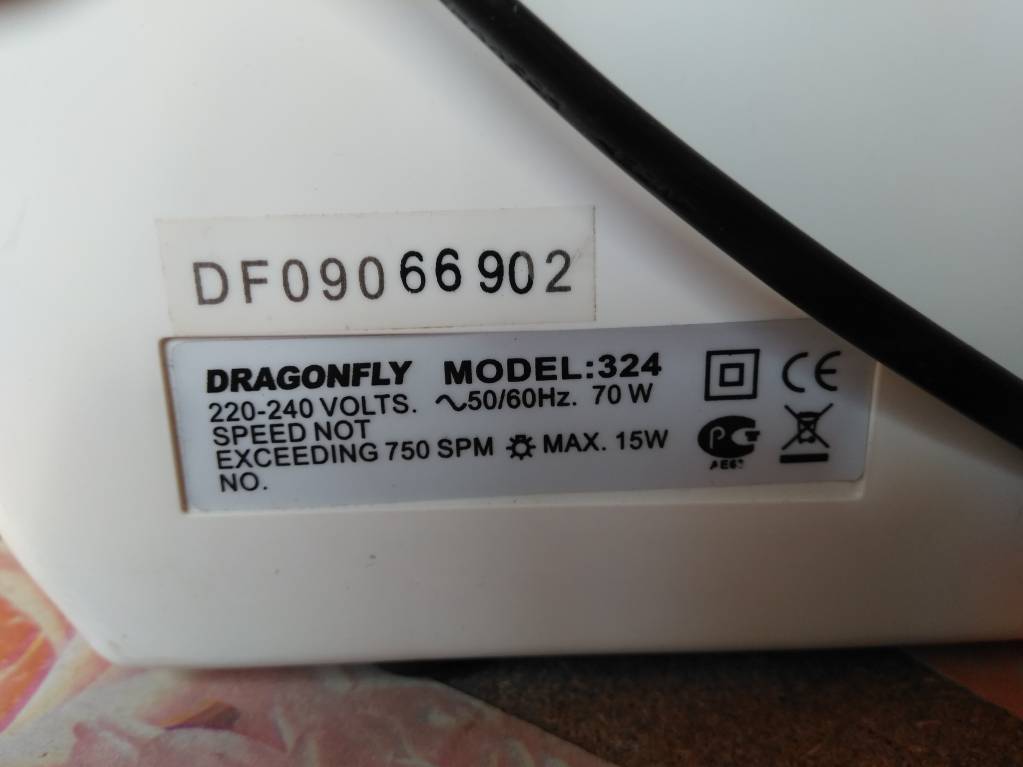 DF09066902
DRAGONFLY MODEL:324
220-240 VOLTS. ∿50/60Hz. 70 W
SPEED NOT
EXCEEDING 750 SPM MAX. 15W
NO.
CE